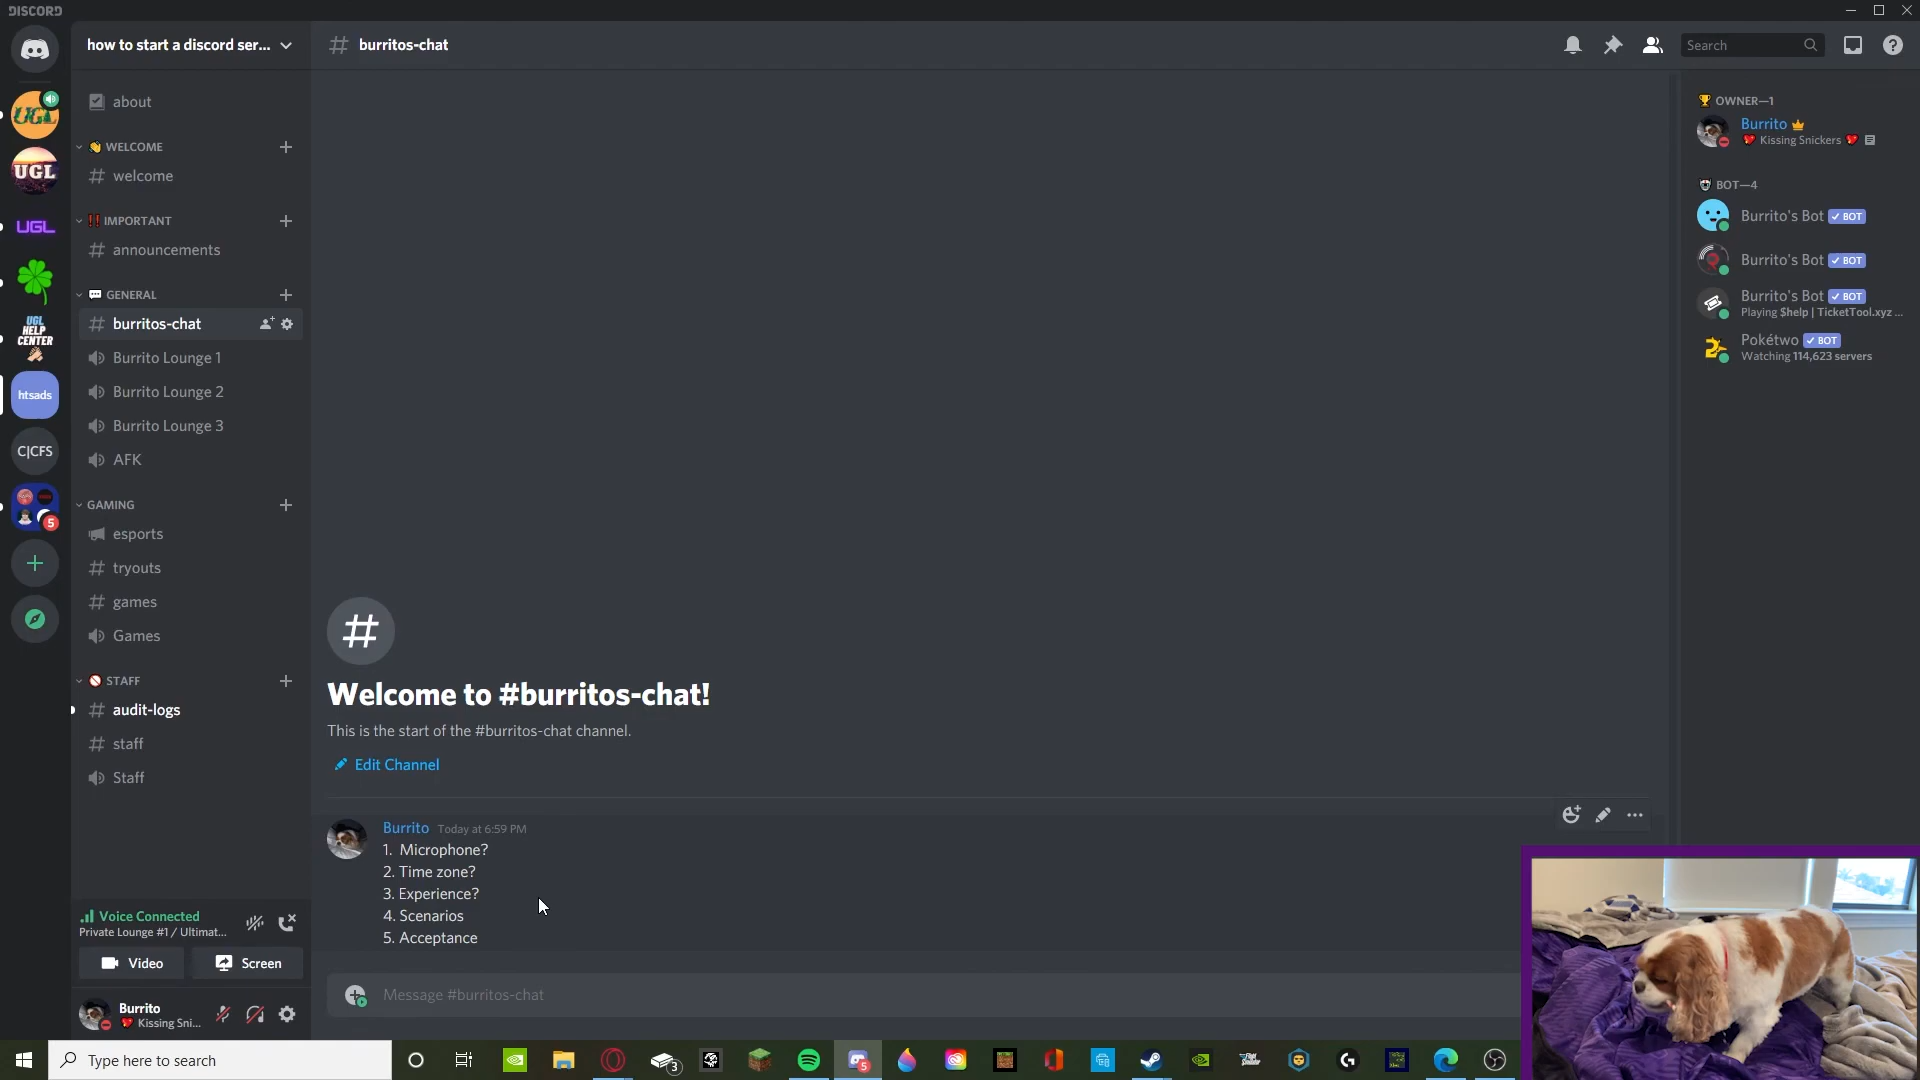 DISCORD
how to start a discord ser...
burritos-chat
Search
about
WELCOME
welcome
IMPORTANT
announcements
GENERAL
burritos-chat
Burrito Lounge 1
Burrito Lounge 2
Burrito Lounge 3
AFK
GAMING
esports
tryouts
games
Games
STAFF
audit-logs
staff
Staff
UGL
UGL
UGL
UGL
HELP
CENTER
htsads
C|CFS
5
OWNER—1
Burrito
Kissing Snickers
BOT—4
Burrito's Bot BOT
Burrito's Bot BOT
Burrito's Bot BOT
Playing $help | TicketTool.xyz ...
Pokétwo BOT
Watching 114,623 servers
Welcome to #burritos-chat!
This is the start of the #burritos-chat channel.
Edit Channel
Burrito Today at 6:59 PM
1. Microphone?
2. Time zone?
3. Experience?
4. Scenarios
5. Acceptance
Message #burritos-chat
Voice Connected
Private Lounge #1 / Ultimat...
Video
Screen
Burrito
Kissing Sni...
Type here to search
3
5